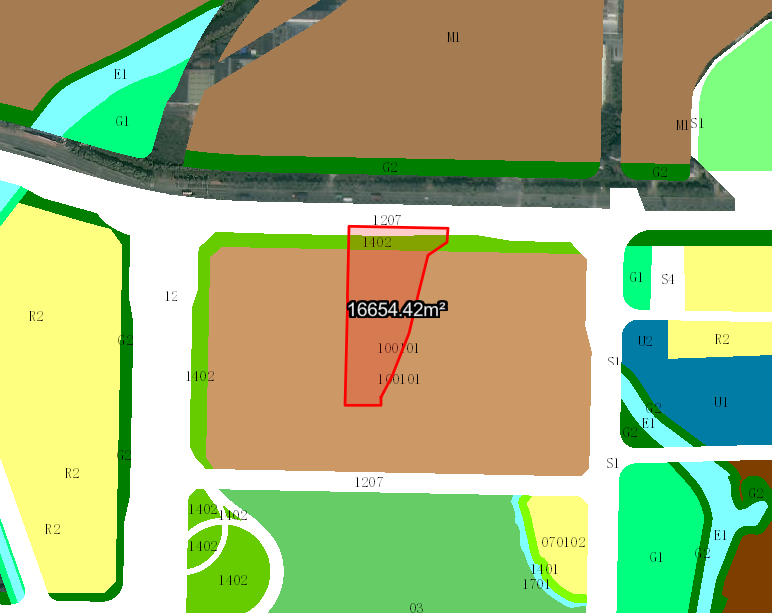 M1
E1
G1
M1
S1
G2
G2
1207
1402
G1
S4
12
16654.42m²
R2
G2
U2
R2
S1
100101
1402
100101
U1
G2
E1
G2
G2
S1
R2
1207
G2
1402
1402
R2
1402
070102
E1
G2
G1
1401
1402
1701
03